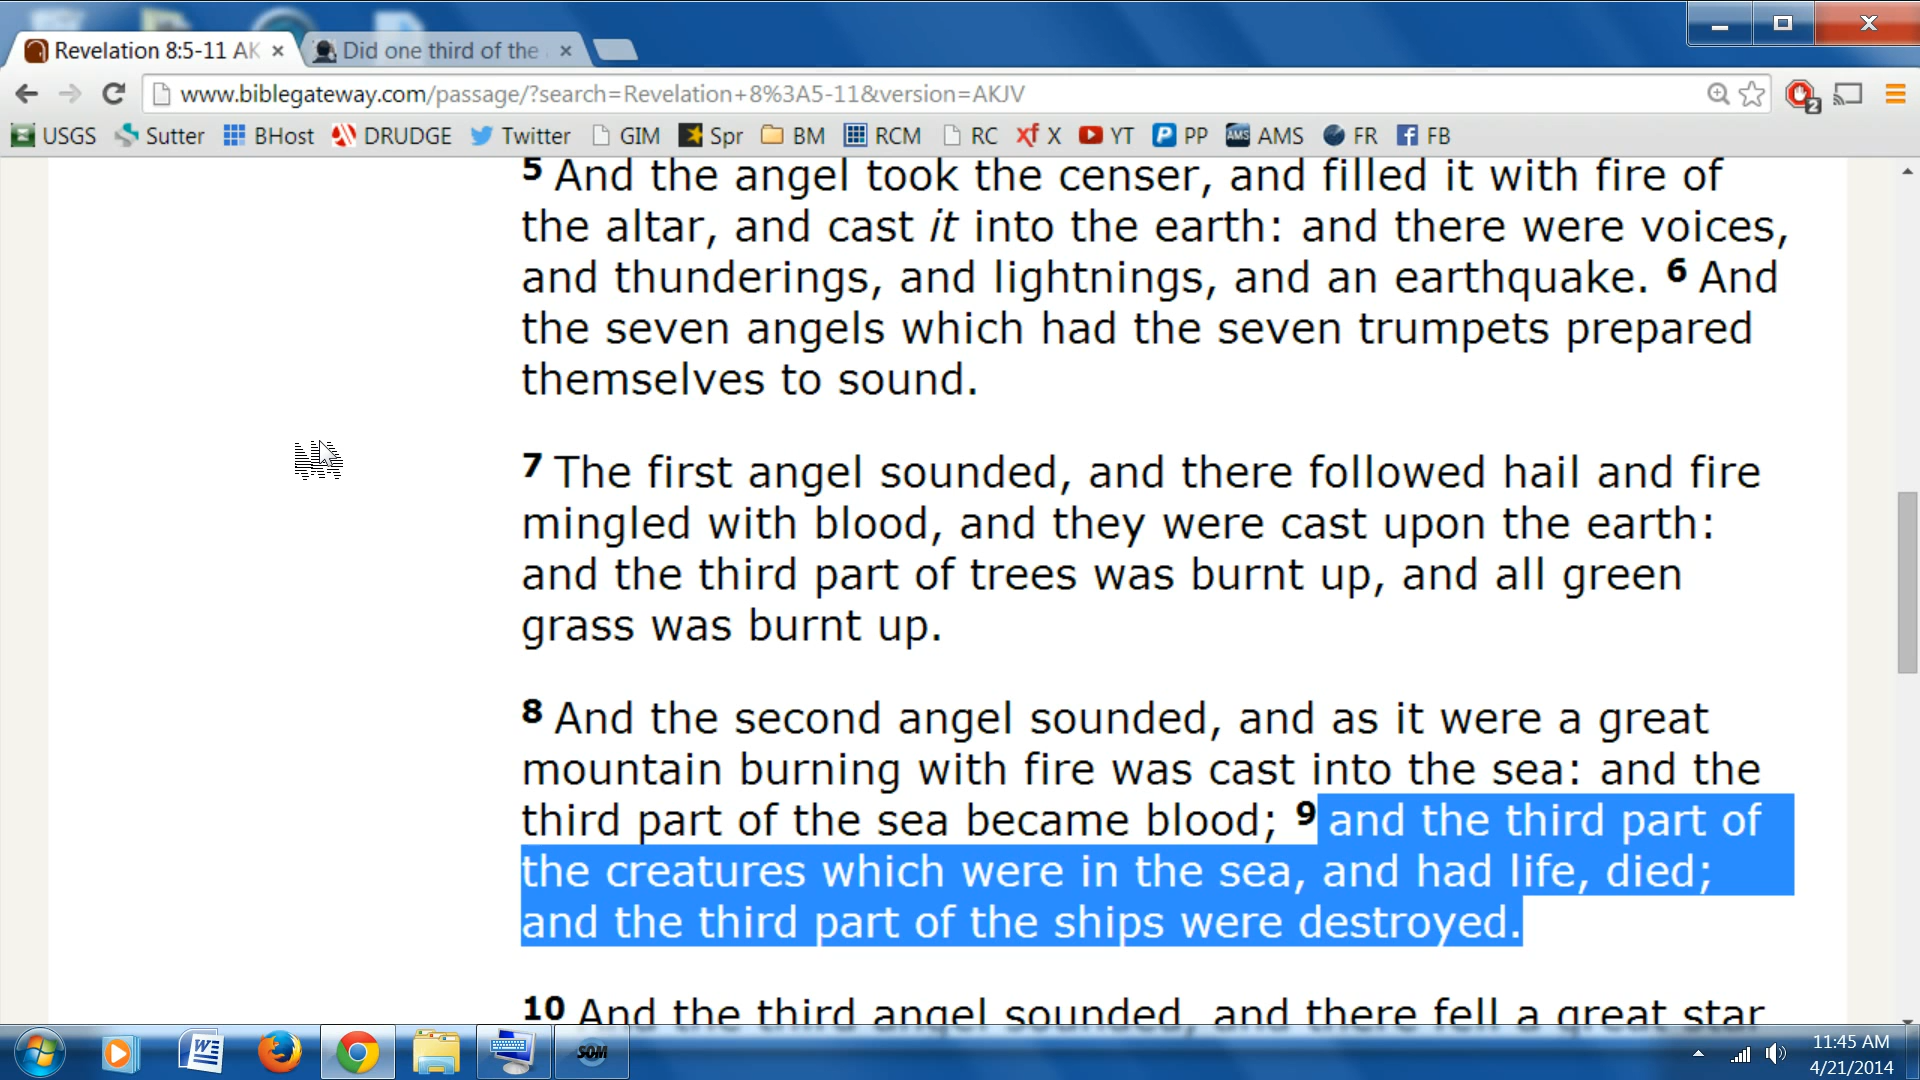 Revelation 8:5-11 AK
Did one third of the
www.biblegateway.com/passage/?search=Revelation+8%3A5-11&version=AKJV
2
USGS Sutter BHost DRUDGE Twitter GIM Spr BM RCM RC X YT PP AMS FR FB
5 And the angel took the censer, and filled it with fire of
the altar, and cast it into the earth: and there were voices,
and thunderings, and lightnings, and an earthquake. 6 And
the seven angels which had the seven trumpets prepared
themselves to sound.
7 The first angel sounded, and there followed hail and fire
mingled with blood, and they were cast upon the earth:
and the third part of trees was burnt up, and all green
grass was burnt up.
8 And the second angel sounded, and as it were a great
mountain burning with fire was cast into the sea: and the
third part of the sea became blood; 9 and the third part of
the creatures which were in the sea, and had life, died;
and the third part of the ships were destroyed.
10 And the third angel sounded, and there fell a great star
SOM
11:45 AM
4/21/2014